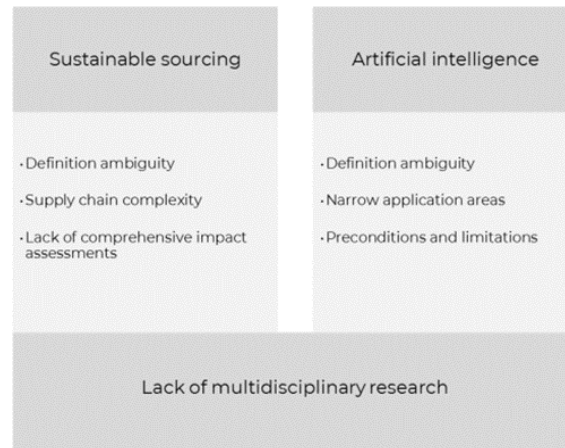 Sustainable sourcing
· Definition ambiguity
· Supply chain complexity
· Lack of comprehensive impact
assessments
Artificial intelligence
· Definition ambiguity
· Narrow application areas
· Preconditions and limitations
Lack of multidisciplinary research